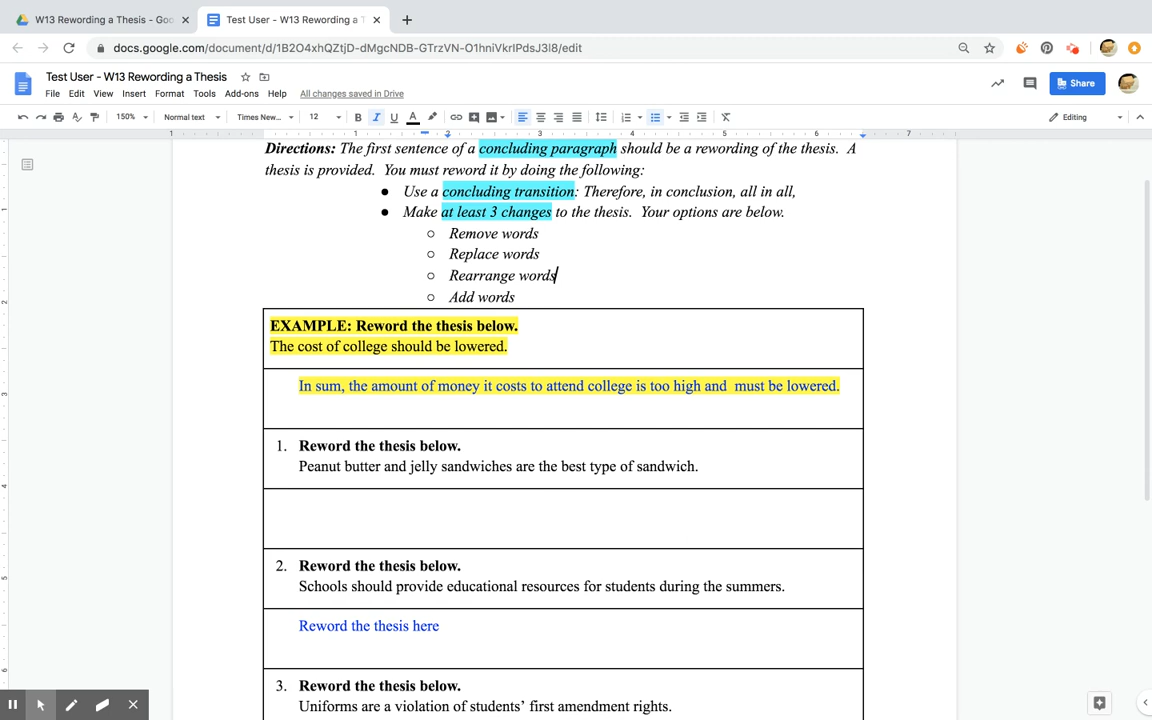 W13 Rewording a Thesis - Goo
Test User - W13 Rewording a T
docs.google.com/document/d/1B2O4xhQZtjD-dMgcNDB-GTrzVN-O1hniVkrIPdsJ3l8/edit
Test User - W13 Rewording a Thesis
File Edit View Insert Format Tools Add-ons Help All changes saved in Drive
Share
150% Normal text Times New... 12 B I U A Editing
1 1 2 3 4 5 6 7
Directions: The first sentence of a concluding paragraph should be a rewording of the thesis. A
thesis is provided. You must reword it by doing the following:
● Use a concluding transition: Therefore, in conclusion, all in all,
● Make at least 3 changes to the thesis. Your options are below.
○ Remove words
○ Replace words
○ Rearrange words
○ Add words
EXAMPLE: Reword the thesis below.
The cost of college should be lowered.
In sum, the amount of money it costs to attend college is too high and must be lowered.
1. Reword the thesis below.
Peanut butter and jelly sandwiches are the best type of sandwich.
2. Reword the thesis below.
Schools should provide educational resources for students during the summers.
Reword the thesis here
3. Reword the thesis below.
Uniforms are a violation of students’ first amendment rights.